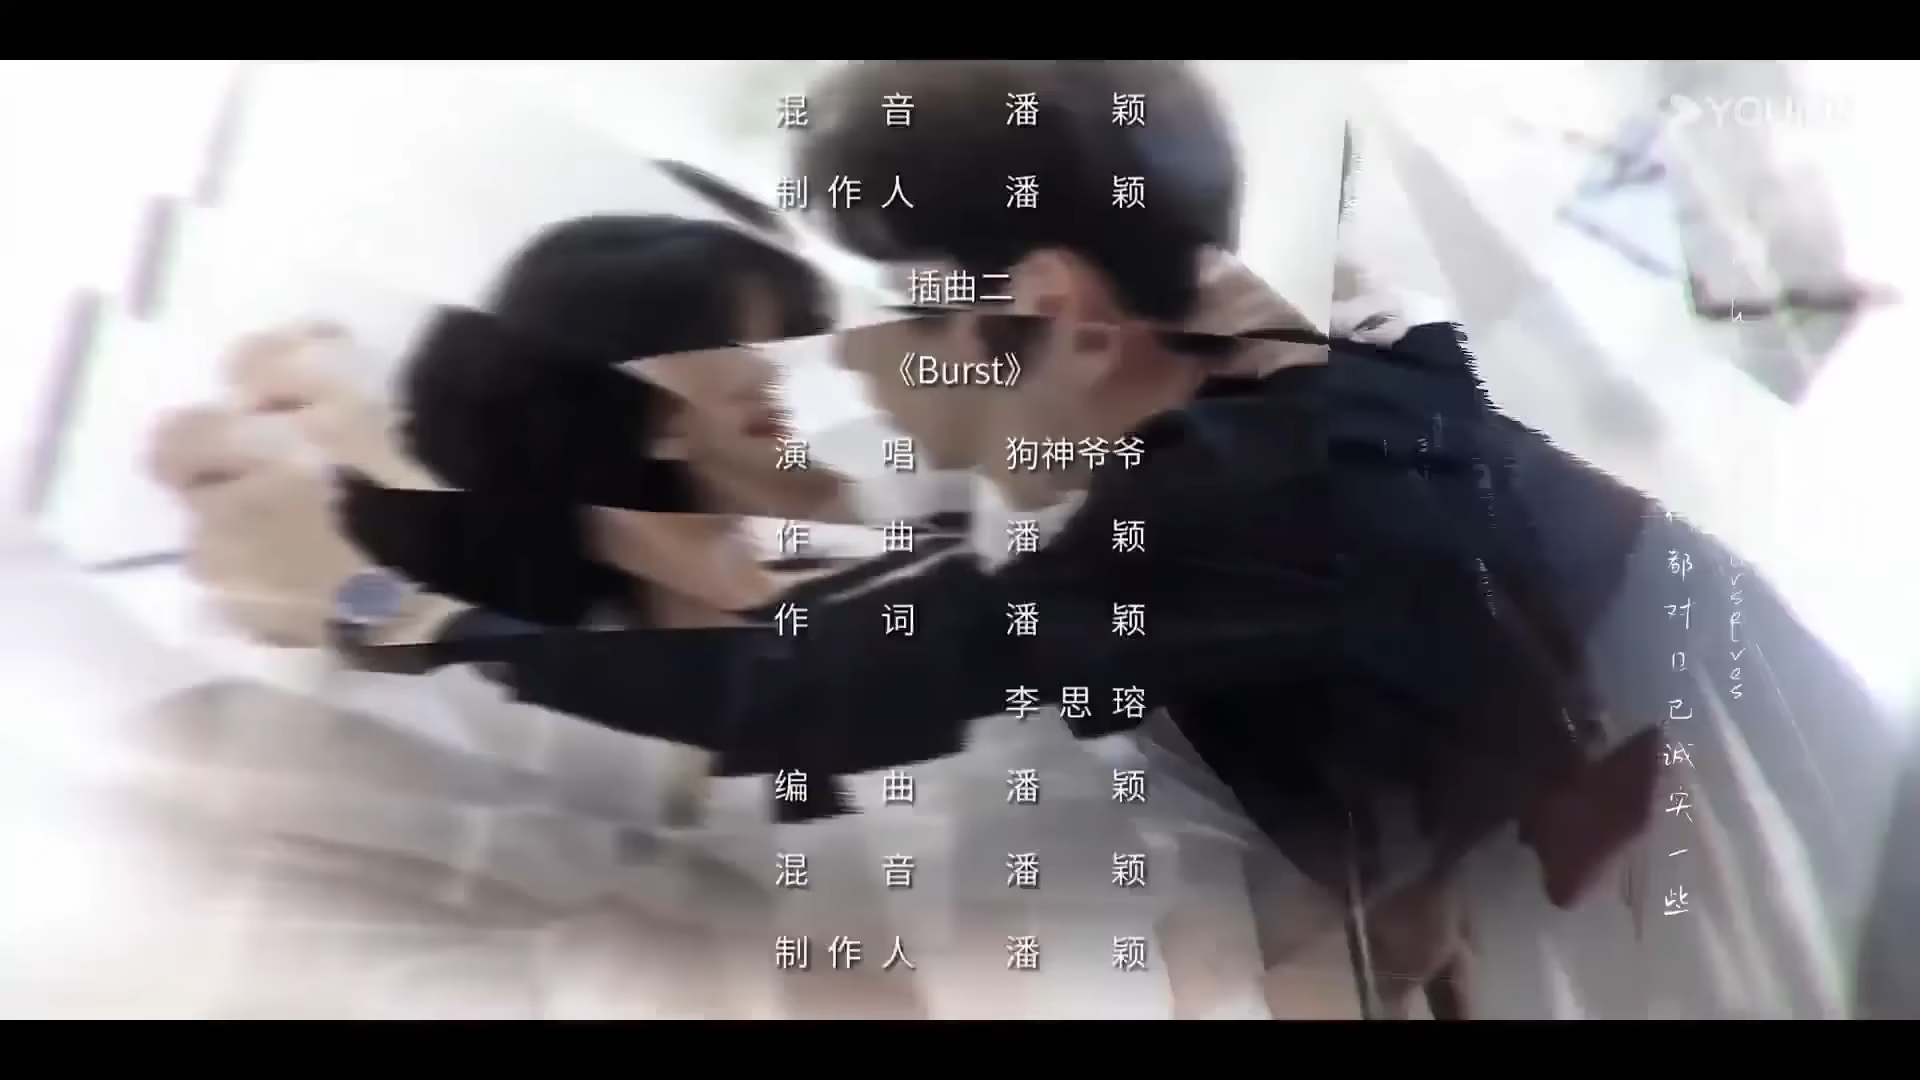 混音 潘颖
制作人 潘颖
插曲二
《Burst》
演唱 狗神爷爷
作曲 潘颖
作词 潘颖
李思瑢
编曲 潘颖
混音 潘颖
制作人 潘颖
都对自己诚实一些